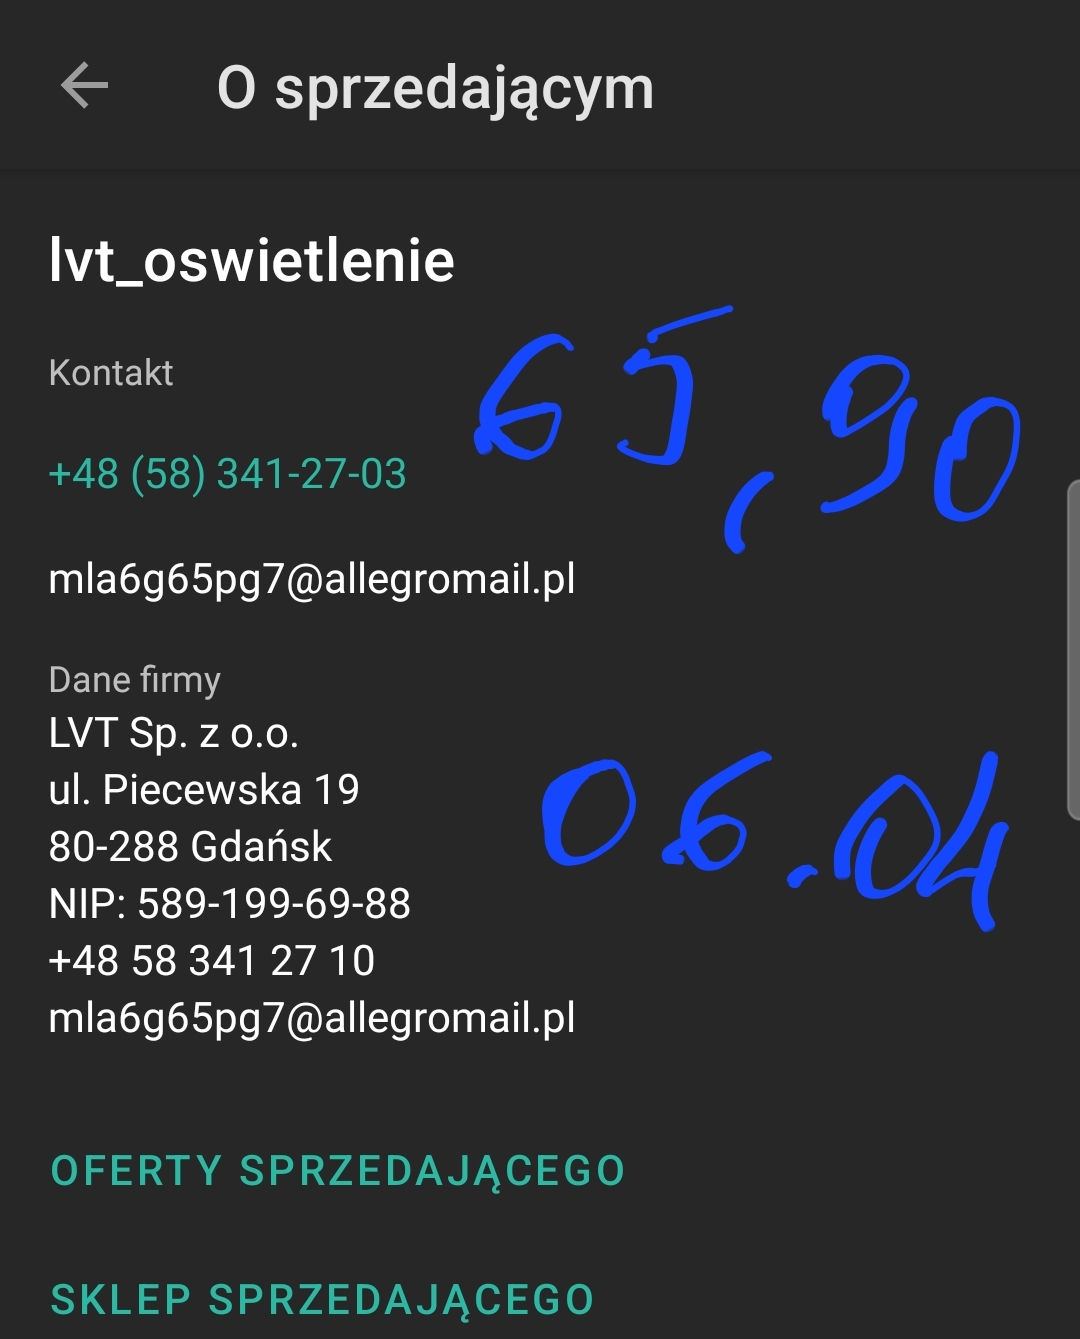 O sprzedającym
lvt_oswietlenie
Kontakt
65,90
+48 (58) 341-27-03
mla6g65pg7@allegromail.pl
Dane firmy
LVT Sp. z o.o.
ul. Piecewska 19
06.04
80-288 Gdańsk
NIP: 589-199-69-88
+48 58 341 27 10
mla6g65pg7@allegromail.pl
OFERTY SPRZEDAJĄCEGO
SKLEP SPRZEDAJĄCEGO